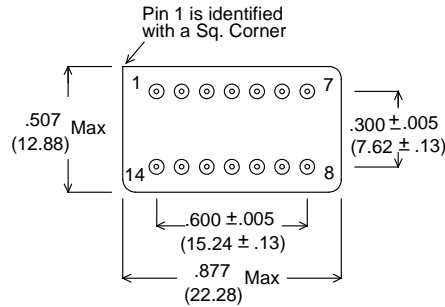 Pin 1 is identified
with a Sq. Corner
1 7
.507 Max
(12.88)
.300 ±.005
(7.62 ± .13)
14 8
.600 ±.005
(15.24 ± .13)
.877 Max
(22.28)